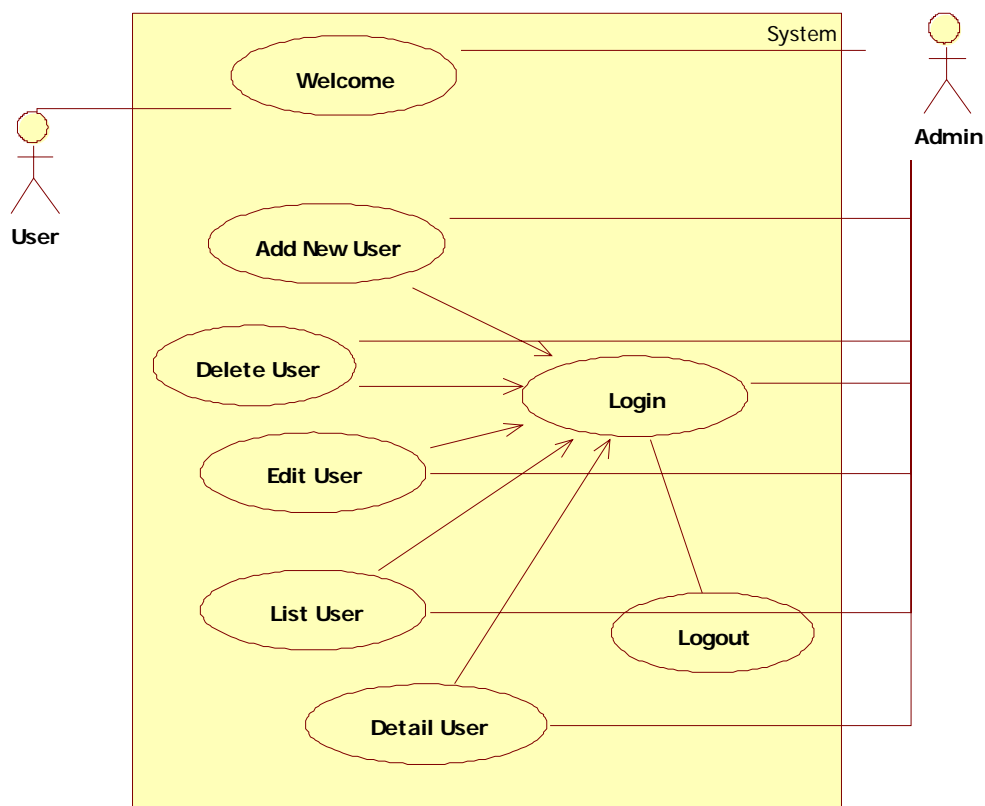 System
Welcome
Admin
User
Add New User
Delete User
Login
Edit User
List User
Logout
Detail User